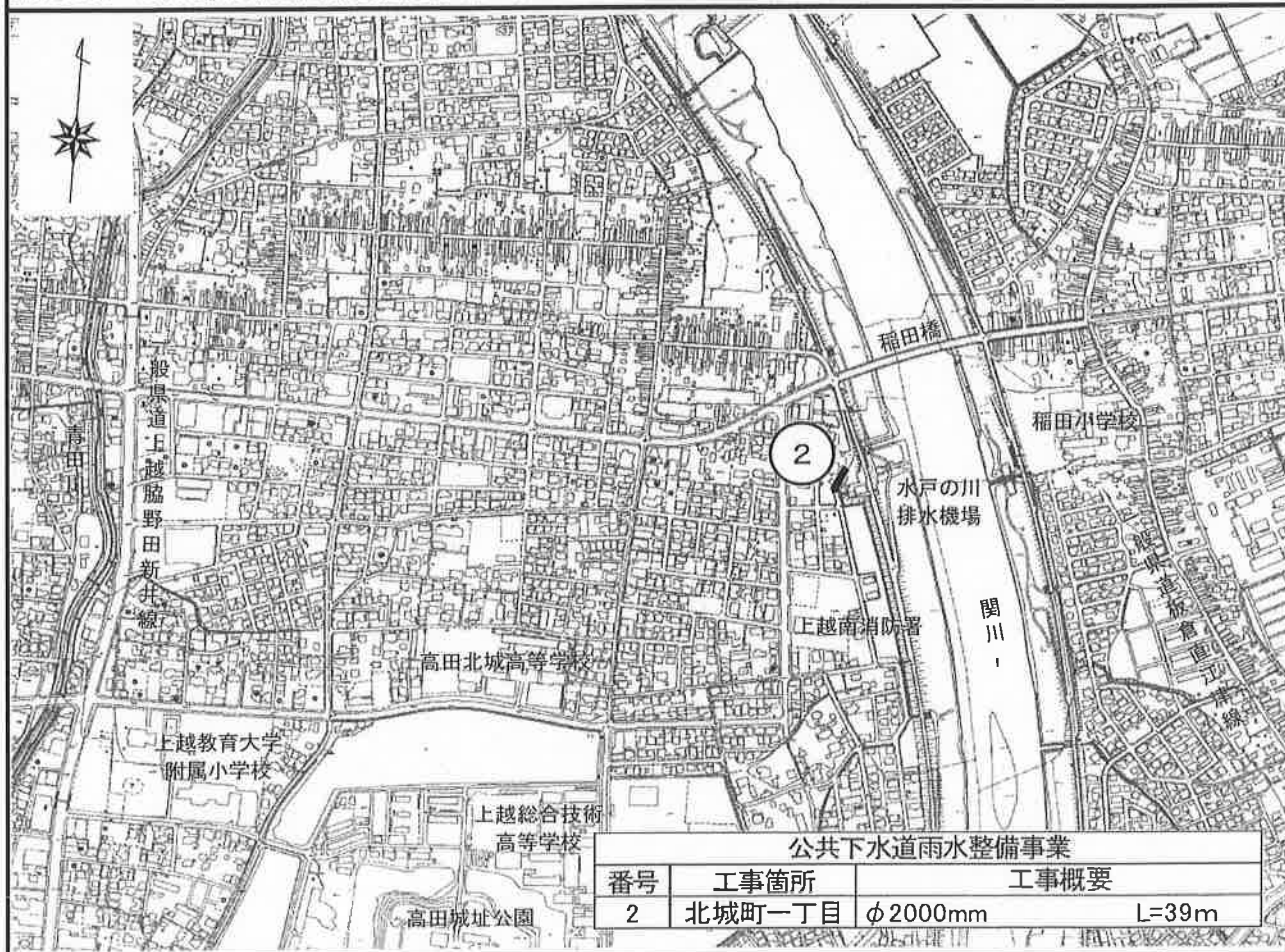 稲田橋
一般県道上越脇野田新井線
青田川
2
稲田小学校
水戸の川
排水機場
一般県道板倉直江津線
関川
上越南消防署
高田北城高等学校
上越教育大学
附属小学校
上越総合技術
高等学校
高田城址公園
公共下水道雨水整備事業
番号 工事箇所 工事概要
2 北城町一丁目 φ2000mm L=39m